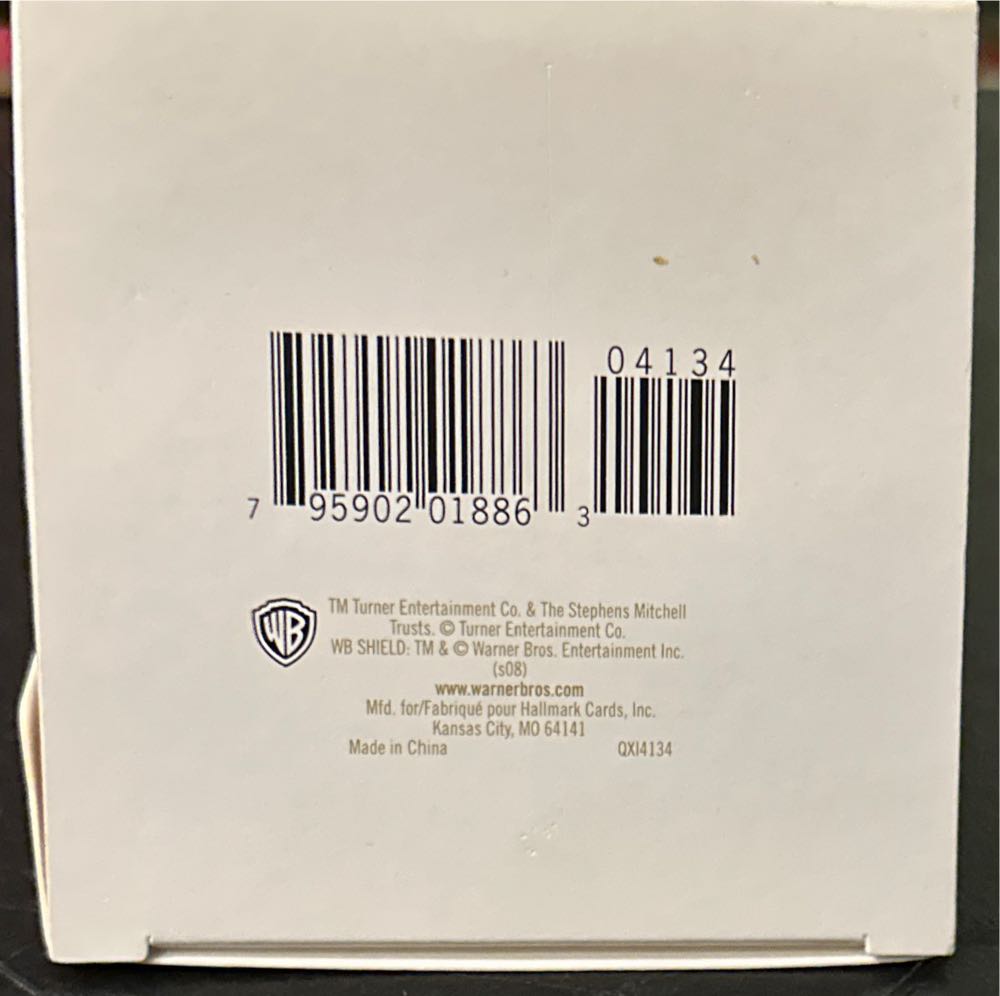 04134
7 95902 01886 3
WB
TM Turner Entertainment Co. & The Stephens Mitchell
Trusts. © Turner Entertainment Co.
WB SHIELD: TM & © Warner Bros. Entertainment Inc.
(s08)
www.warnerbros.com
Mfd. for/Fabriqué pour Hallmark Cards, Inc.
Kansas City, MO 64141
Made in China QXI4134